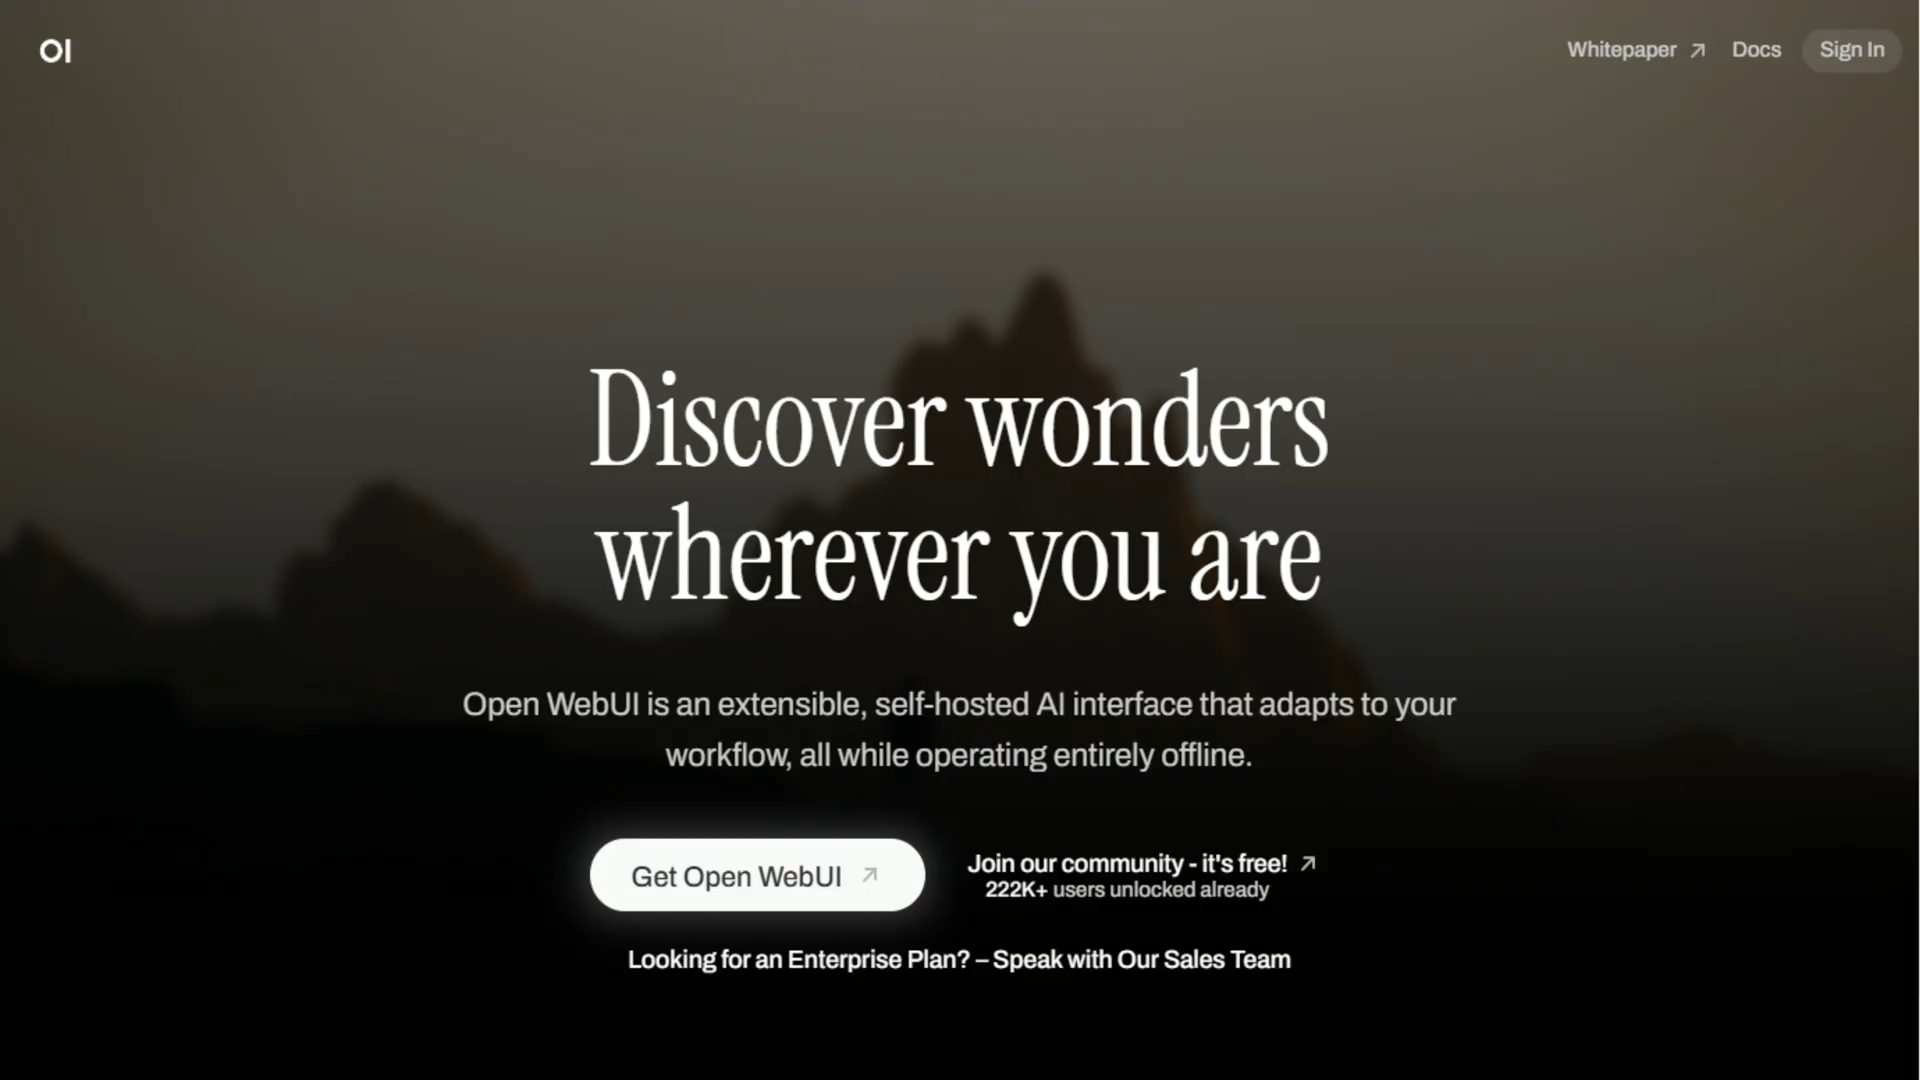 OI
Whitepaper ↗
Docs
Sign In
Discover wonders
wherever you are
Open WebUI is an extensible, self-hosted AI interface that adapts to your
workflow, all while operating entirely offline.
Get Open WebUI ↗
Join our community - it's free! ↗
222K+ users unlocked already
Looking for an Enterprise Plan? – Speak with Our Sales Team